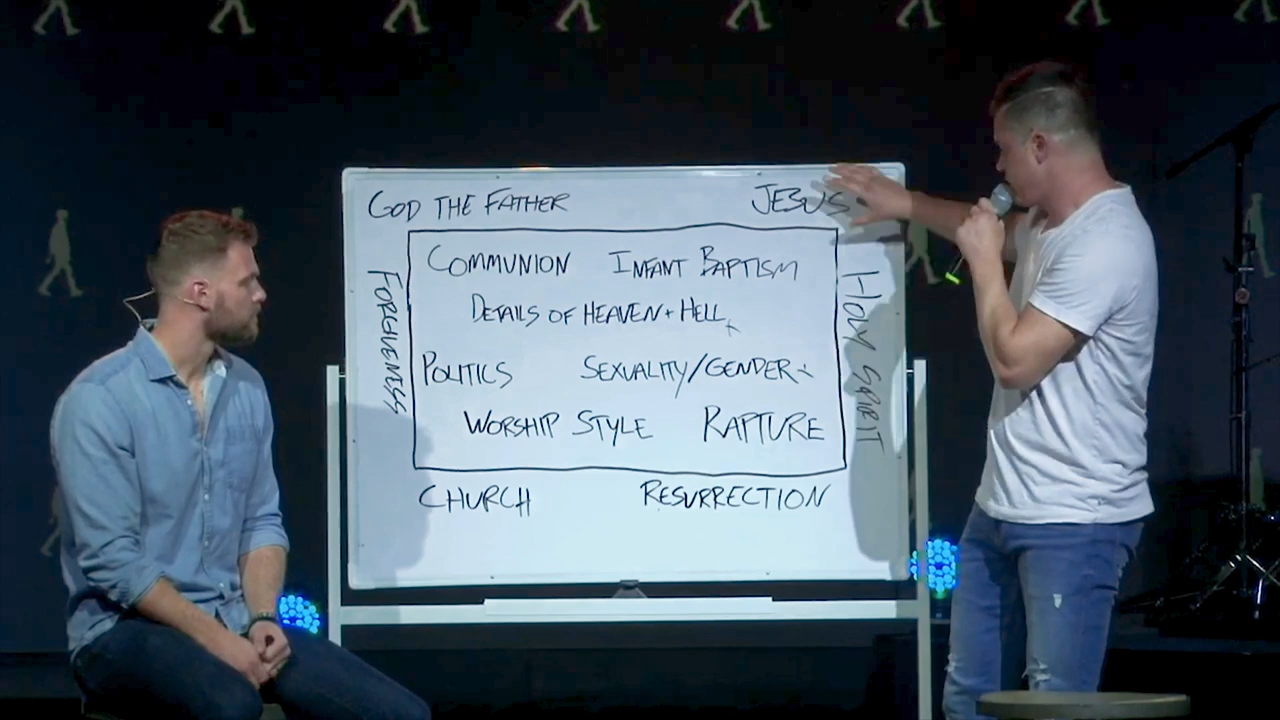 GOD THE FATHER JESUS
COMMUNION INFANT BAPTISM
DETAILS OF HEAVEN + HELL
POLITICS SEXUALITY/GENDER
WORSHIP STYLE RAPTURE
FORGIVENESS
HOLY SPIRIT
CHURCH RESURRECTION